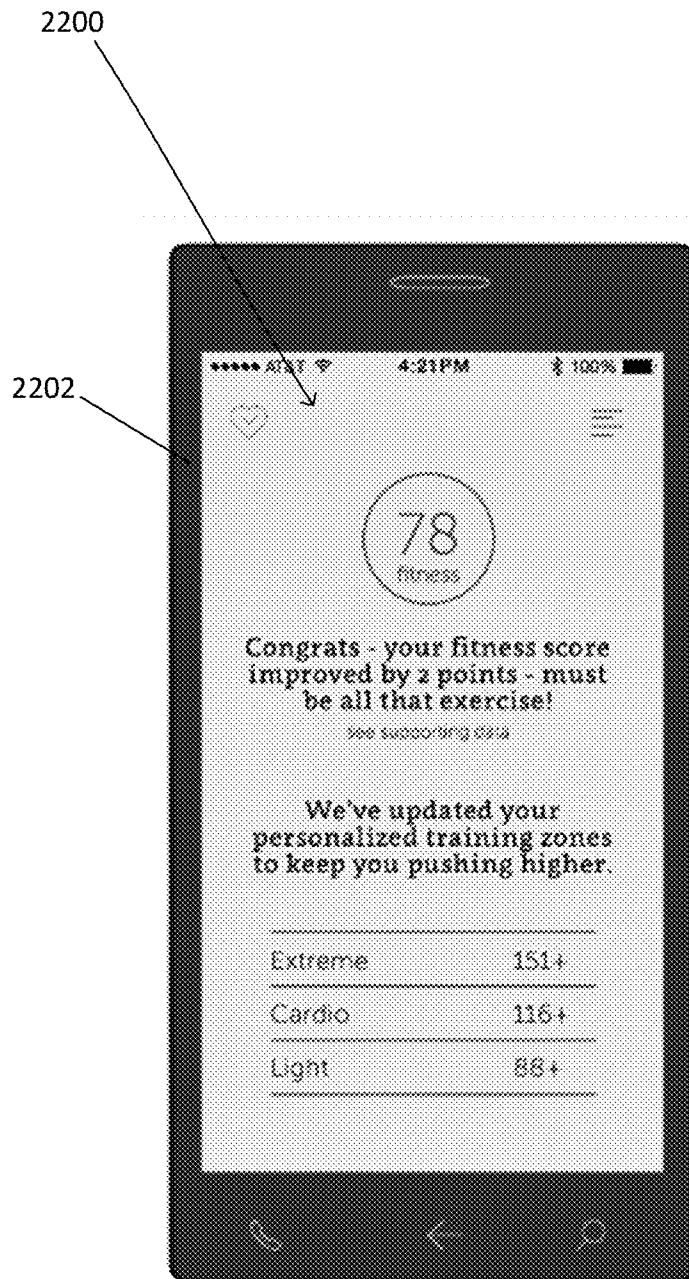 2200
2202
AT&T 4:21PM 100%
78
fitness
Congrats - your fitness score
improved by 2 points - must
be all that exercise!
see supporting data
We've updated your
personalized training zones
to keep you pushing higher.
Extreme 151+
Cardio 116+
Light 88+